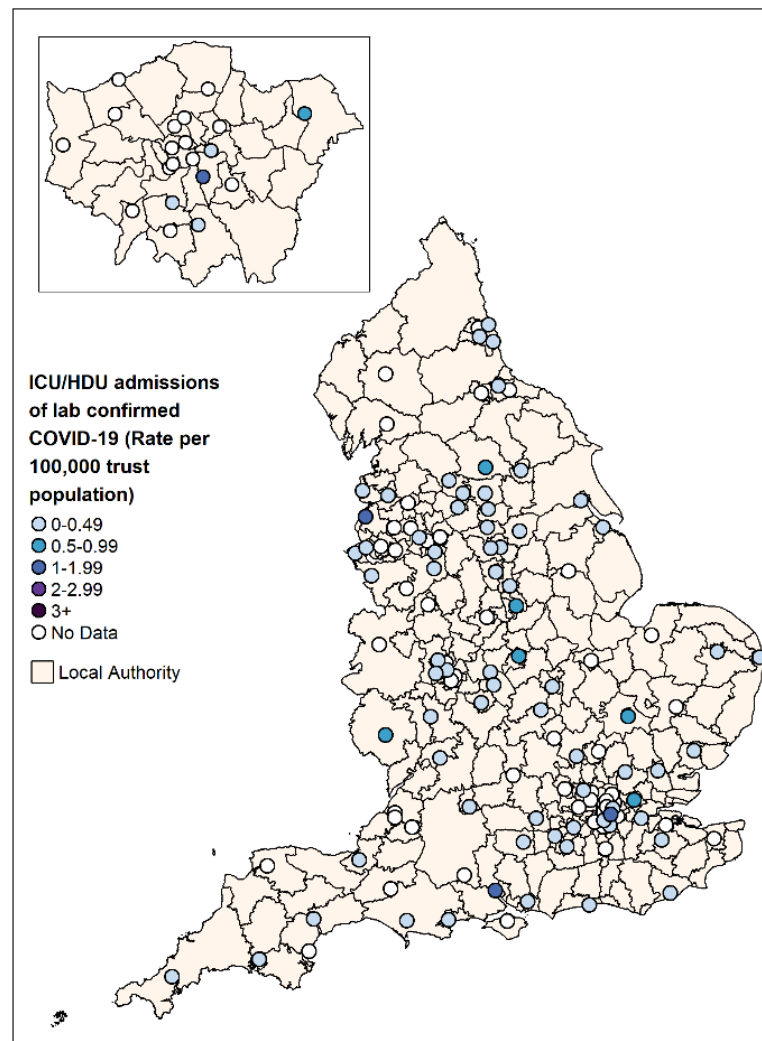 ICU/HDU admissions
of lab confirmed
COVID-19 (Rate per
100,000 trust
population)
0-0.49
0.5-0.99
1-1.99
2-2.99
3+
No Data
Local Authority